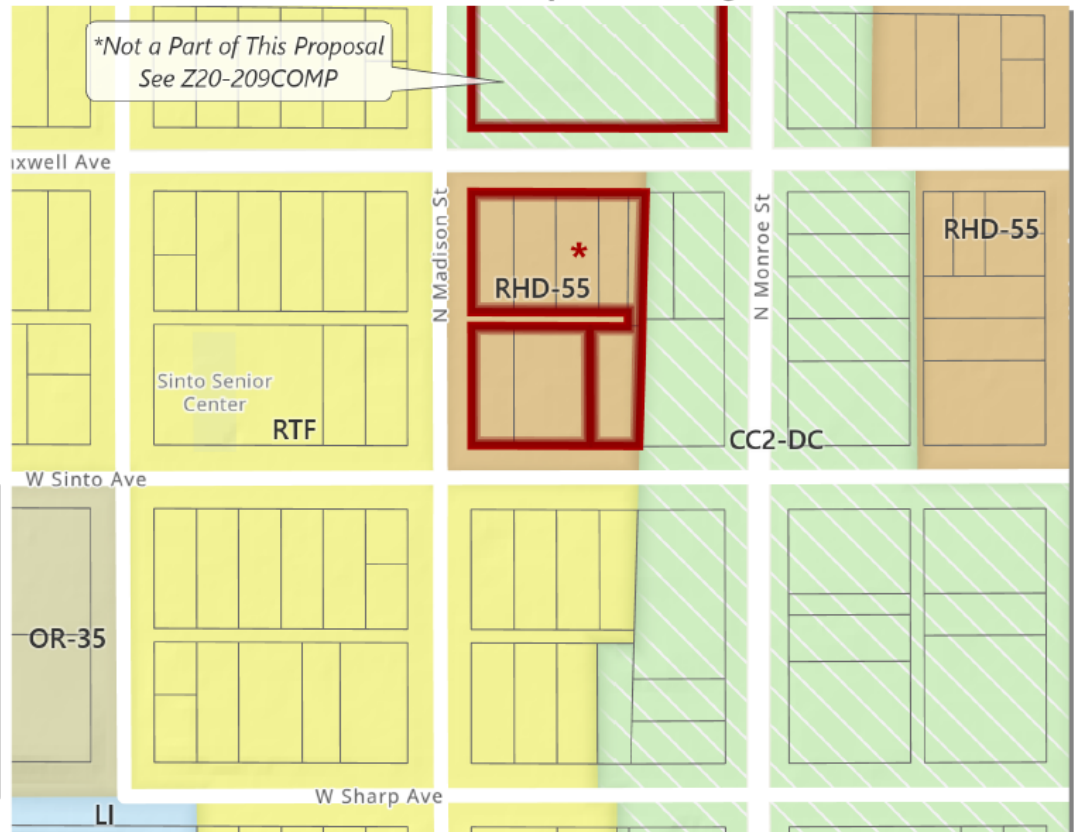 *Not a Part of This Proposal
See Z20-209COMP
axwell Ave
N Madison St
N Monroe St
RHD-55
*
RHD-55
Sinto Senior
Center
RTF
CC2-DC
W Sinto Ave
OR-35
W Sharp Ave
LI